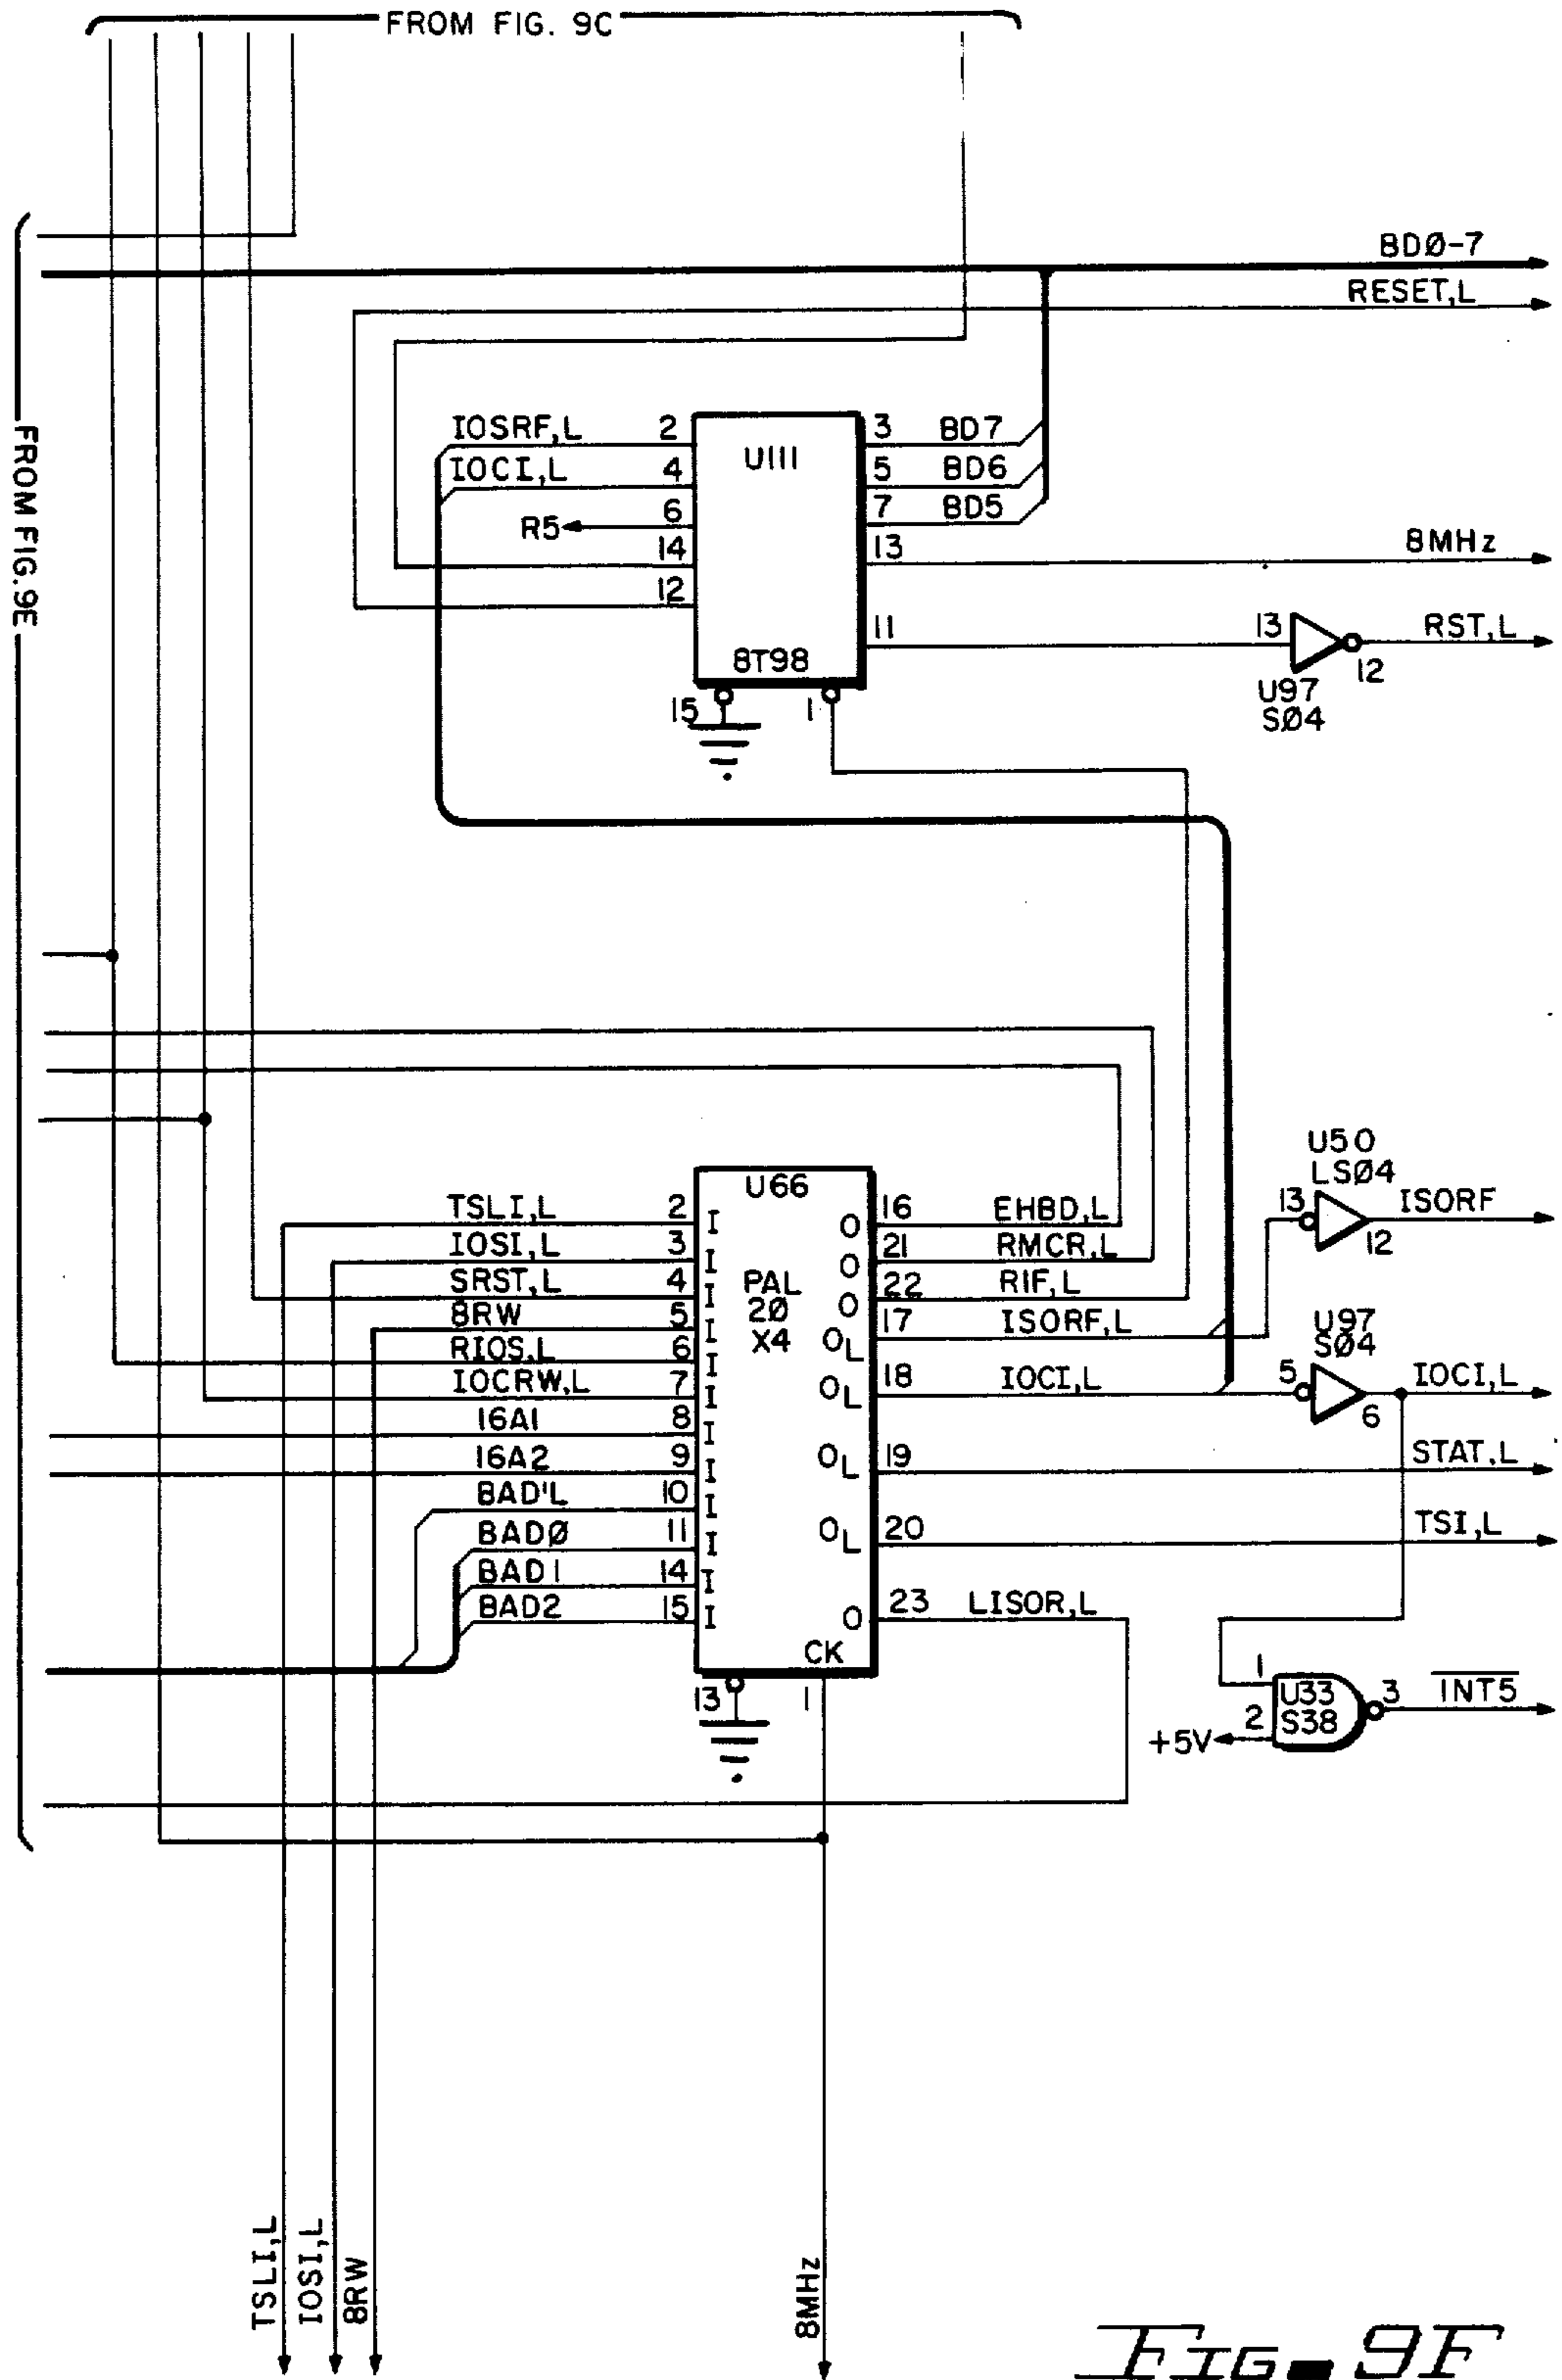 FROM FIG. 9C
FROM FIG. 9E
BDØ-7
RESET,L
IOSRF,L 2 3 BD7
U111
IOCI,L 4 5 BD6
R5 6 7 BD5
14 13 8MHz
12
11 13 RST,L
12
8T98
U97
SØ4
15 1
U50
LSØ4
U66
TSLI,L 2 I O 16 EHBD,L 13 ISORF
12
IOSI,L 3 I O 21 RMCR,L
SRST,L 4 I O 22 RIF,L
PAL
20
X4
8RW 5 I OL 17 ISORF,L
U97
SØ4
RIOS,L 6 I
IOCRW,L 7 I OL 18 IOCI,L 5 IOCI,L
6
16A1 8 I
16A2 9 I OL 19 STAT,L
BAD'L 10 I
BADØ 11 I OL 20 TSI,L
BAD1 14 I
BAD2 15 I O 23 LISOR,L
CK
13 1
1 U33 3 INT5
2 S38
+5V
TSLI,L
IOSI,L
8RW
8MHz
FIG. 9F